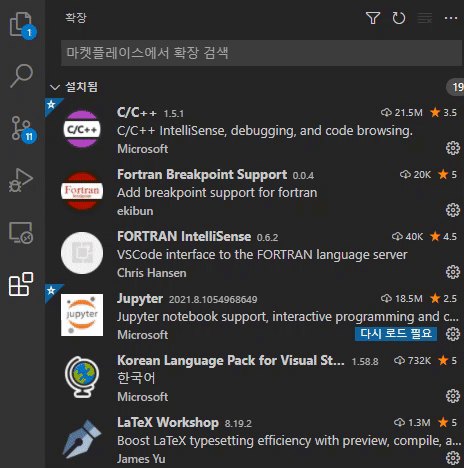 확장
1
마켓플레이스에서 확장 검색
설치됨
19
11
C/C++ 1.5.1 21.5M 3.5
C/C++
C/C++ IntelliSense, debugging, and code browsing.
Microsoft
Fortran Breakpoint Support 0.0.4 20K 5
Fortran
Add breakpoint support for fortran
ekibun
FORTRAN IntelliSense 0.6.2 40K 4.5
VSCode interface to the FORTRAN language server
Chris Hansen
Jupyter 2021.8.1054968649 18.5M 2.5
jupyter
Jupyter notebook support, interactive programming and c...
Microsoft 다시 로드 필요
Korean Language Pack for Visual St... 1.58.8 732K 5
한국어
Microsoft
LaTeX Workshop 8.19.2 1.3M 5
Boost LaTeX typesetting efficiency with preview, compile, a...
James Yu